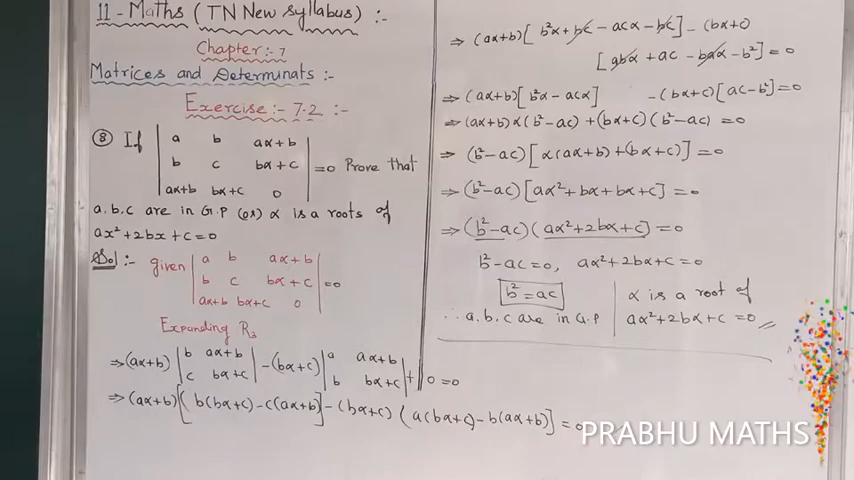 11 - Maths ( TN New Syllabus ) :-
Chapter :- 7
Matrices and Determinats :-
Exercise :- 7.2 :-
⑧ If | a b aα+b |
| b c bα+c | =0 Prove that
| aα+b bα+c 0 |
a.b.c are in G.P (or) α is a roots of
ax²+2bx+c=0
Sol :- given | a b aα+b |
| b c bα+c | =0
| aα+b bα+c 0 |
Expanding R₃
⇒(aα+b) | b aα+b | -(bα+c) | a aα+b | + 0 =0
| c bα+c | | b bα+c |
⇒ (aα+b) [ b(bα+c) -c(aα+b)] - (bα+c) ( a(bα+c) - b(aα+b)] = 0
⇒ (aα+b) [ b²α + bc - acα - bc] - (bα+c)
[ abα + ac - baα - b²] = 0
⇒ (aα+b) [ b²α - acα] - (bα+c) [ ac-b²] =0
⇒ (aα+b) α (b²-ac) +(bα+c) (b²-ac) =0
⇒ (b²-ac) [ α(aα+b) +(bα+c)] =0
⇒ (b²-ac) [aα²+bα+bα+c] =0
⇒ (b²-ac) ( aα²+2bα+c] =0
b²-ac=0, aα²+2bα+c=0
b²=ac
α is a root of
∴ a.b.c are in G.P
aα²+2bα+c=0
PRABHU MATHS